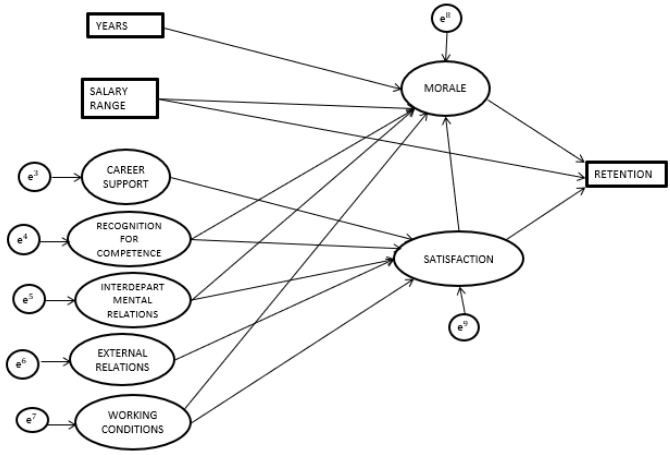 YEARS
e8
MORALE
SALARY
RANGE
e3
CAREER
SUPPORT
RETENTION
e4
RECOGNITION
FOR
COMPETENCE
SATISFACTION
e5
INTERDEPART
MENTAL
RELATIONS
e9
e6
EXTERNAL
RELATIONS
e7
WORKING
CONDITIONS